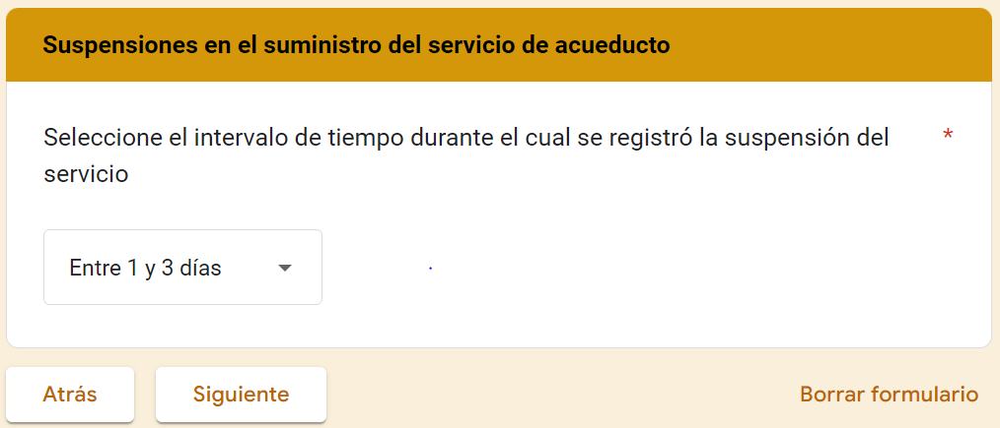 Suspensiones en el suministro del servicio de acueducto
Seleccione el intervalo de tiempo durante el cual se registró la suspensión del *
servicio
Entre 1 y 3 días
Atrás
Siguiente
Borrar formulario